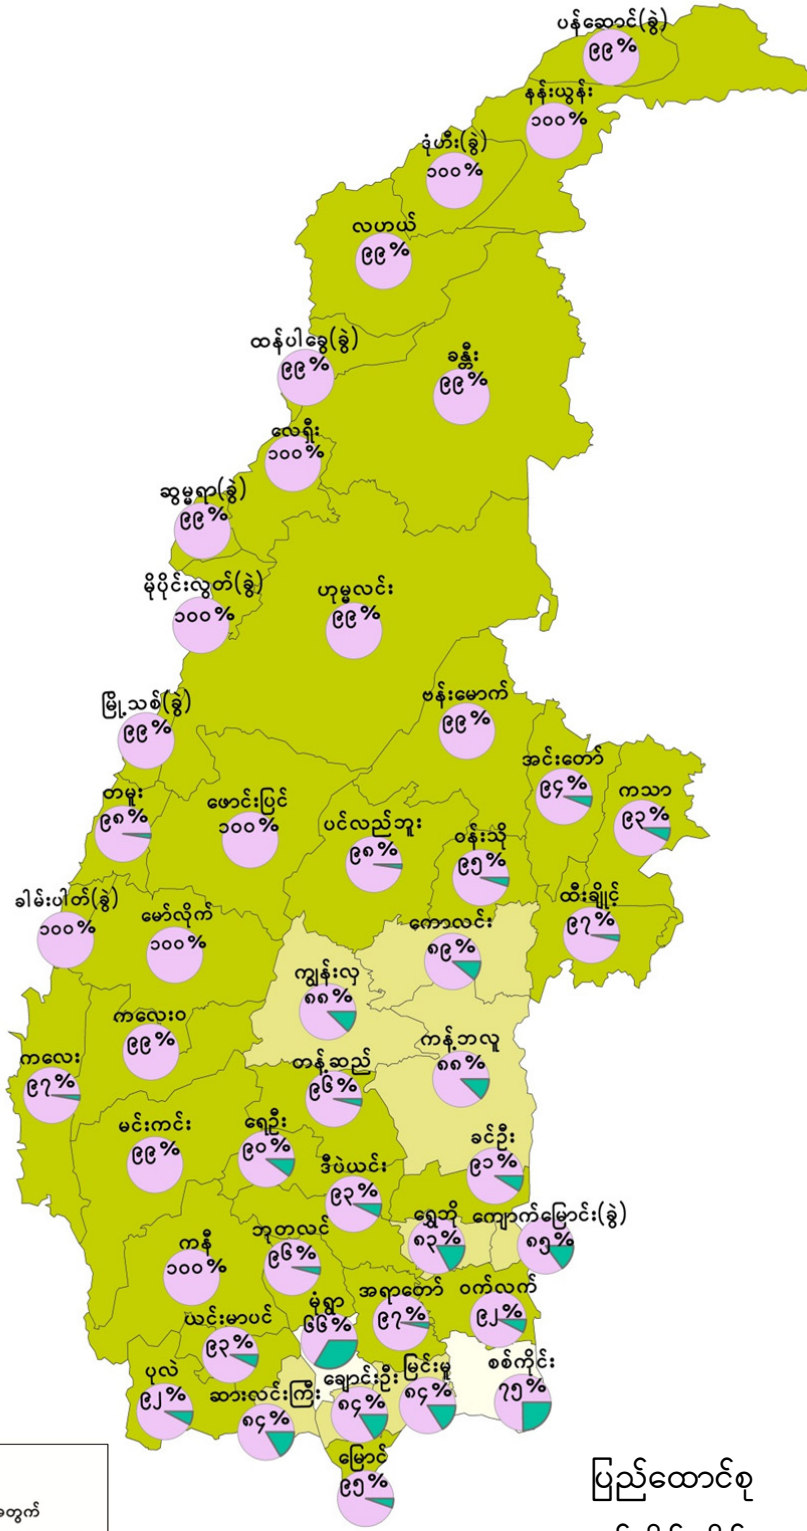 ပန်ဆောင်(ခွဲ)
၉၉%
နန်းယွန်း
၁၀၀%
ဒုံဟီး(ခွဲ)
၁၀၀%
လဟယ်
၉၉%
ထန်ပါခွေ(ခွဲ)
၉၉%
ခန္တီး
၉၉%
လေရှီး
၁၀၀%
ဆွမ္မရာ(ခွဲ)
၉၉%
မိုပိုင်းလွတ်(ခွဲ)
၁၀၀%
ဟုမ္မလင်း
၉၉%
မြို့သစ်(ခွဲ)
၉၉%
ဗန်းမောက်
၉၉%
အင်းတော်
၉၄%
ကသာ
၉၃%
တမူး
၉၈%
ဖောင်းပြင်
၁၀၀%
ပင်လည်ဘူး
၉၈%
ဝန်းသို
၉၅%
ထီးချိုင့်
၉၇%
ခါမ်းပါတ်(ခွဲ)
၁၀၀%
မော်လိုက်
၁၀၀%
ကောလင်း
၈၉%
ကျွန်းလှ
၈၈%
ကလေးဝ
၉၉%
ကန့်ဘလူ
၈၈%
ကလေး
၉၇%
တန့်ဆည်
၉၆%
မင်းကင်း
၉၉%
ရေဦး
၉၀%
ခင်ဦး
၉၁%
ဒီပဲယင်း
၉၃%
ရွှေဘို
၈၃%
ကျောက်မြောင်း(ခွဲ)
၈၅%
ကနီ
၁၀၀%
ဘုတလင်
၉၆%
အရာတော်
၉၇%
ဝက်လက်
၉၂%
မုံရွာ
၆၆%
ယင်းမာပင်
၉၃%
စစ်ကိုင်း
၇၅%
ပုလဲ
၉၂%
ဆားလင်းကြီး
၈၄%
ချောင်းဦး
၈၄%
မြင်းမူ
၈၄%
မြောင်
၉၅%
ပြည်ထောင်စု